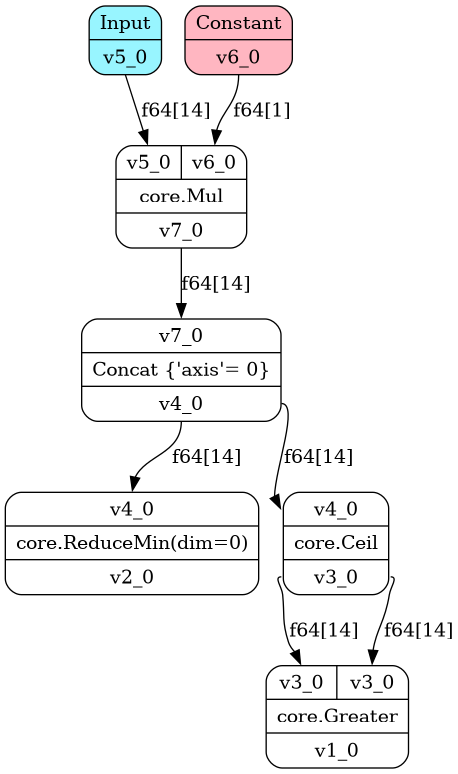 Input
v5_0
Constant
v6_0
f64[14]
f64[1]
v5_0
v6_0
core.Mul
v7_0
f64[14]
v7_0
Concat {'axis'= 0}
v4_0
f64[14]
f64[14]
v4_0
core.ReduceMin(dim=0)
v2_0
v4_0
core.Ceil
v3_0
f64[14]
f64[14]
v3_0
v3_0
core.Greater
v1_0